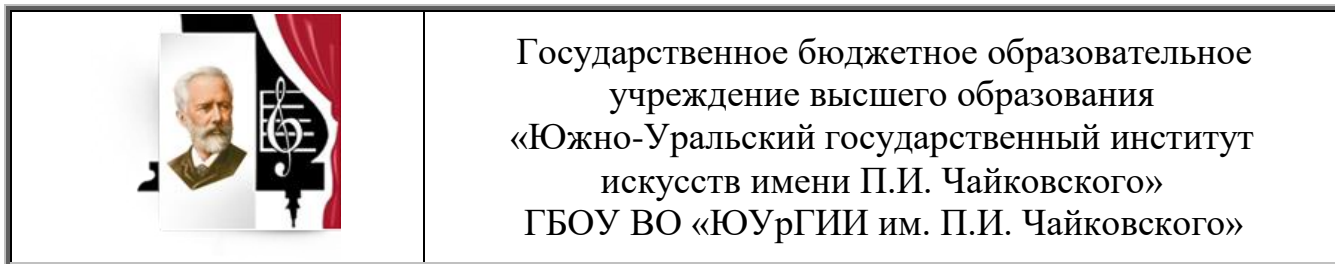 Государственное бюджетное образовательное
учреждение высшего образования
«Южно-Уральский государственный институт
искусств имени П.И. Чайковского»
ГБОУ ВО «ЮУрГИИ им. П.И. Чайковского»